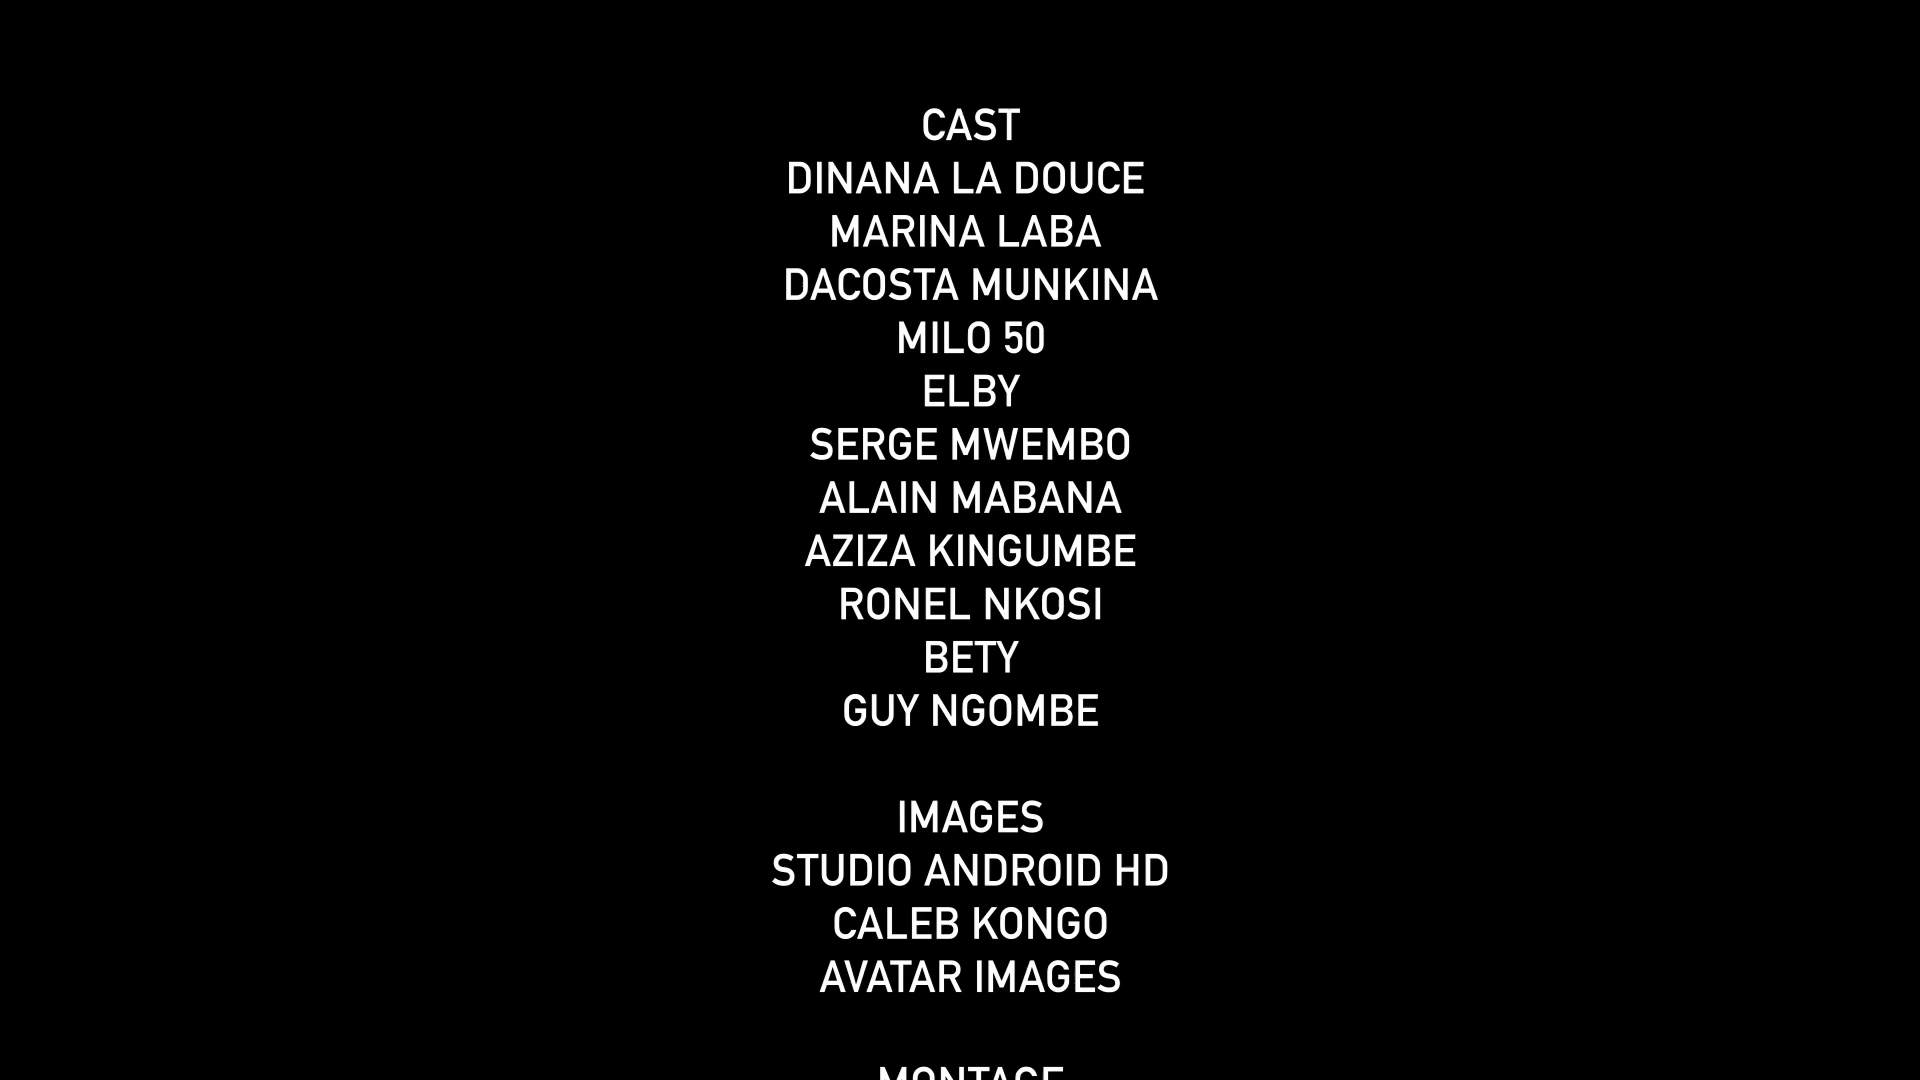 CAST
DINANA LA DOUCE
MARINA LABA
DACOSTA MUNKINA
MILO 50
ELBY
SERGE MWEMBO
ALAIN MABANA
AZIZA KINGUMBE
RONEL NKOSI
BETY
GUY NGOMBE
IMAGES
STUDIO ANDROID HD
CALEB KONGO
AVATAR IMAGES
MONTAGE